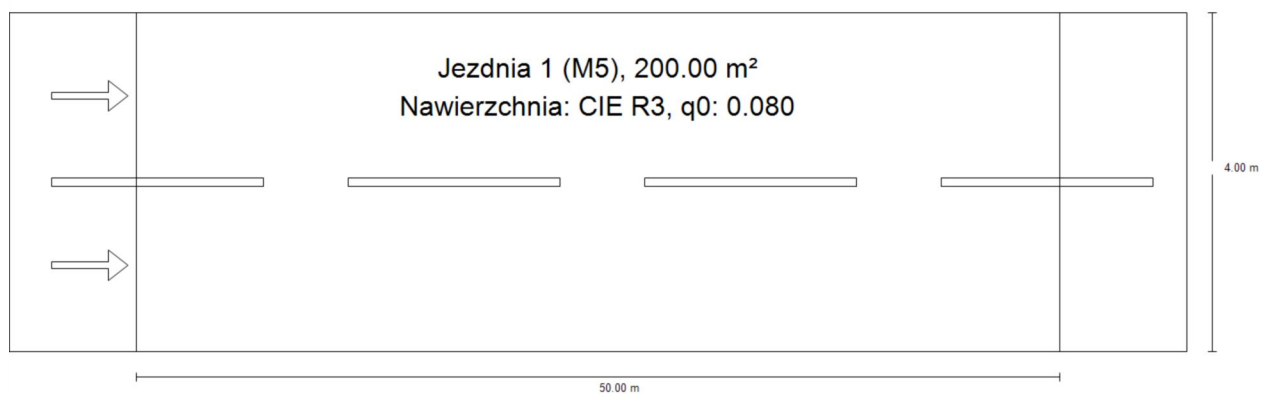 Jezdnia 1 (M5), 200.00 m²
Nawierzchnia: CIE R3, q0: 0.080
4.00 m
50.00 m